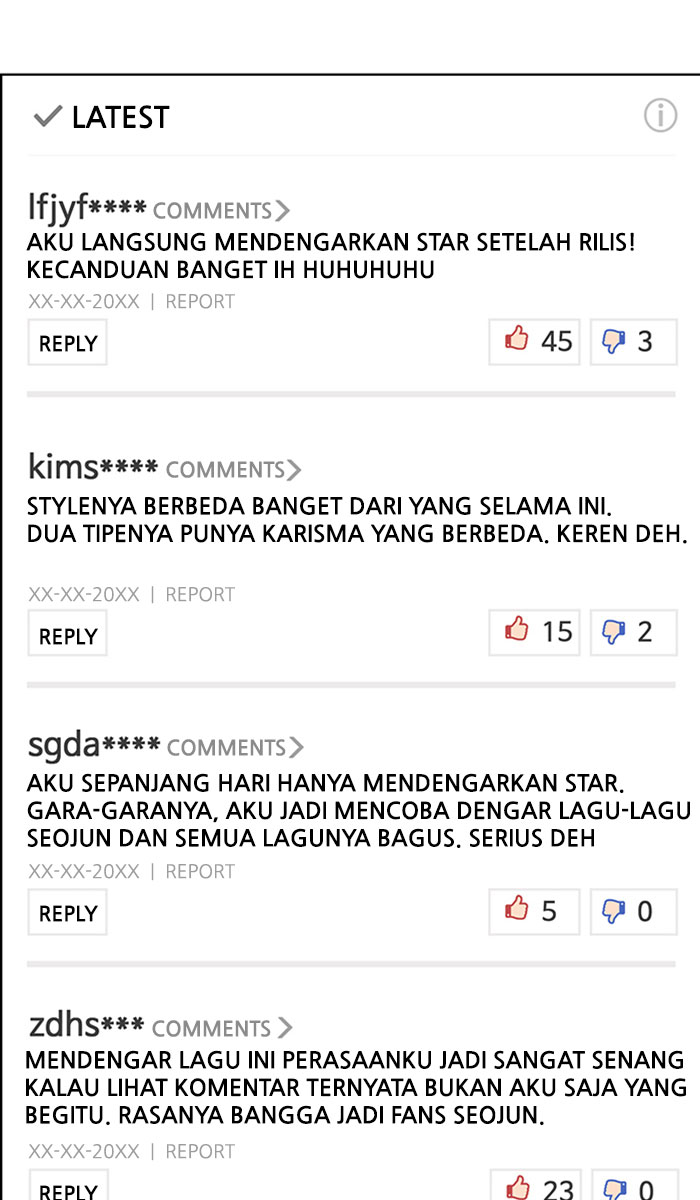 LATEST
lfjyf**** COMMENTS
AKU LANGSUNG MENDENGARKAN STAR SETELAH RILIS!
KECANDUAN BANGET IH HUHUHUHU
XX-XX-20XX | REPORT
REPLY 45 3
kims**** COMMENTS
STYLENYA BERBEDA BANGET DARI YANG SELAMA INI.
DUA TIPENYA PUNYA KARISMA YANG BERBEDA. KEREN DEH.
XX-XX-20XX | REPORT
REPLY 15 2
sgda**** COMMENTS
AKU SEPANJANG HARI HANYA MENDENGARKAN STAR.
GARA-GARANYA, AKU JADI MENCOBA DENGAR LAGU-LAGU
SEOJUN DAN SEMUA LAGUNYA BAGUS. SERIUS DEH
XX-XX-20XX | REPORT
REPLY 5 0
zdhs*** COMMENTS
MENDENGAR LAGU INI PERASAANKU JADI SANGAT SENANG
KALAU LIHAT KOMENTAR TERNYATA BUKAN AKU SAJA YANG
BEGITU. RASANYA BANGGA JADI FANS SEOJUN.
XX-XX-20XX | REPORT
REPLY 23 0